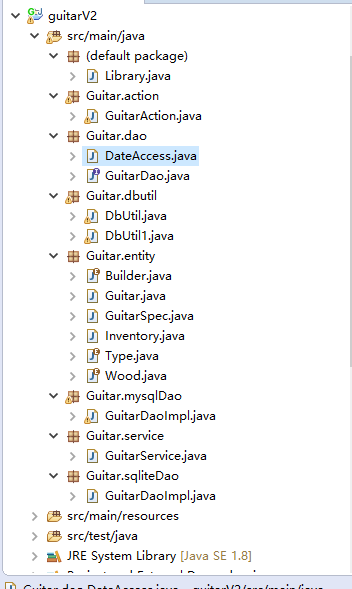 guitarV2
src/main/java
(default package)
Library.java
Guitar.action
GuitarAction.java
Guitar.dao
DateAccess.java
GuitarDao.java
Guitar.dbutil
DbUtil.java
DbUtil1.java
Guitar.entity
Builder.java
Guitar.java
GuitarSpec.java
Inventory.java
Type.java
Wood.java
Guitar.mysqlDao
GuitarDaoImpl.java
Guitar.service
GuitarService.java
Guitar.sqliteDao
GuitarDaoImpl.java
src/main/resources
src/test/java
JRE System Library [Java SE 1.8]